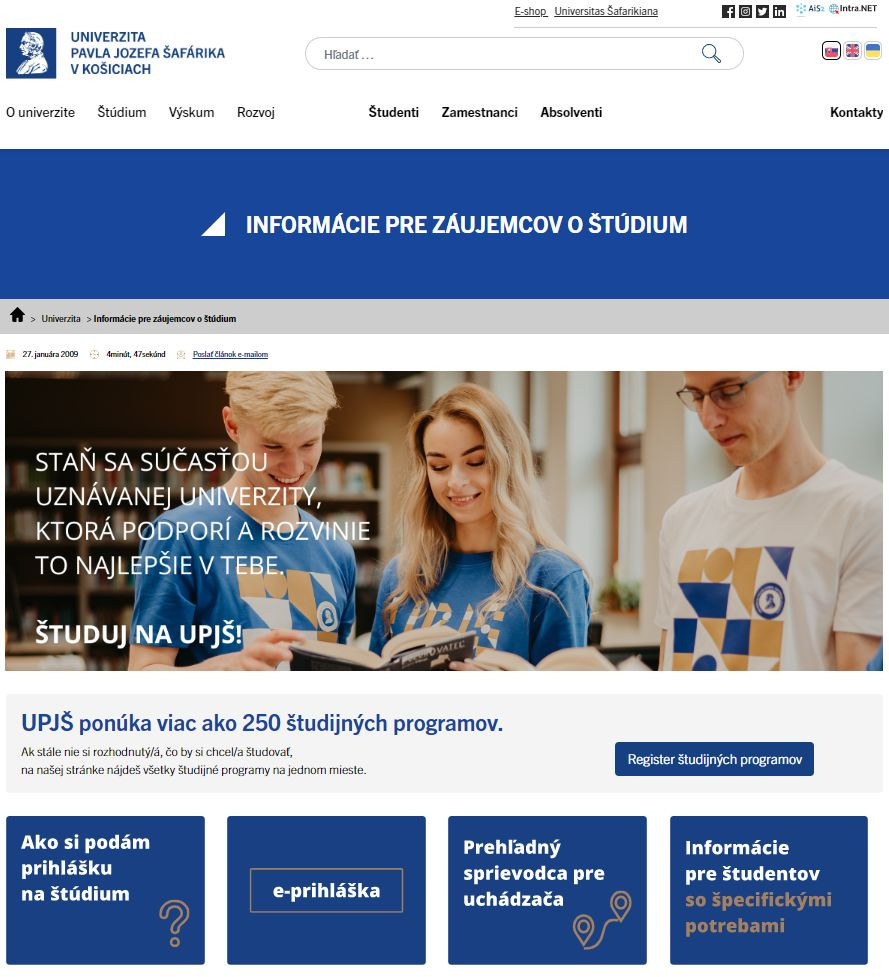 E-shop Universitas Šafarikiana
AiS2 Intra.NET
UNIVERZITA
PAVLA JOZEFA ŠAFÁRIKA
V KOŠICIACH
Hľadať …
O univerzite Štúdium Výskum Rozvoj Študenti Zamestnanci Absolventi Kontakty
INFORMÁCIE PRE ZÁUJEMCOV O ŠTÚDIUM
> Univerzita > Informácie pre záujemcov o štúdium
27. januára 2009 4minút, 47sekúnd Poslať článok e-mailom
STAŇ SA SÚČASŤOU
UZNÁVANEJ UNIVERZITY,
KTORÁ PODPORÍ A ROZVINIE
TO NAJLEPŠIE V TEBE.
ŠTUDUJ NA UPJŠ!
UPJŠ
UPJŠ ponúka viac ako 250 študijných programov.
Ak stále nie si rozhodnutý/á, čo by si chcel/a študovať,
na našej stránke nájdeš všetky študijné programy na jednom mieste.
Register študijných programov
Ako si podám
prihlášku
na štúdium
e-prihláška
Prehľadný
sprievodca pre
uchádzača
Informácie
pre študentov
so špecifickými
potrebami